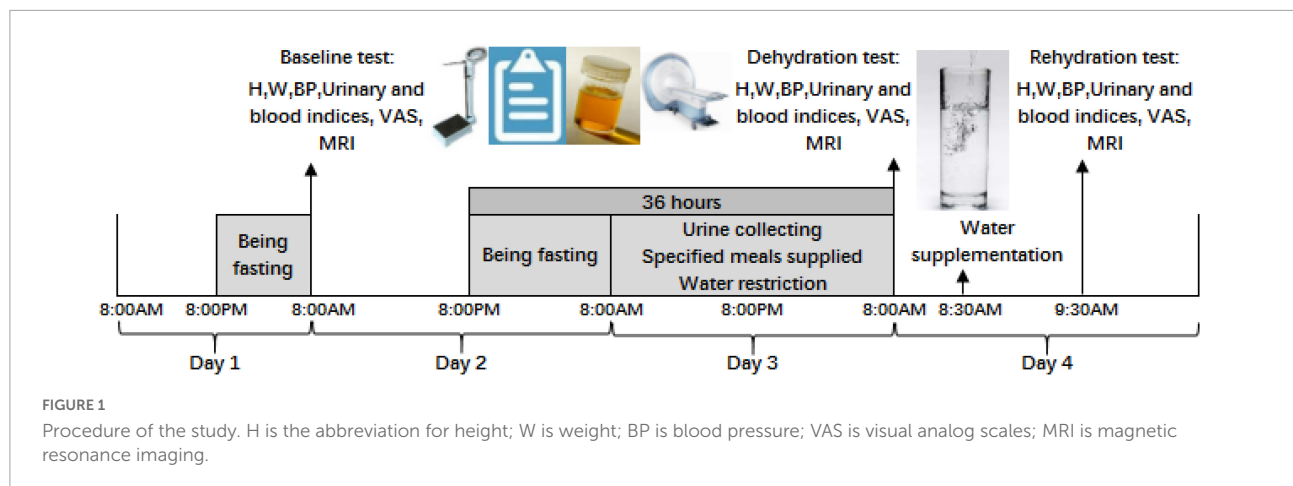 Baseline test:
H,W,BP,Urinary and
blood indices, VAS,
MRI
Dehydration test:
H,W,BP,Urinary and
blood indices, VAS,
MRI
Rehydration test:
H,W,BP,Urinary and
blood indices, VAS,
MRI
36 hours
Being
fasting
Being fasting
Urine collecting
Specified meals supplied
Water restriction
Water
supplementation
8:00AM 8:00PM 8:00AM 8:00PM 8:00AM 8:00PM 8:00AM 8:30AM 9:30AM
Day 1 Day 2 Day 3 Day 4
FIGURE 1
Procedure of the study. H is the abbreviation for height; W is weight; BP is blood pressure; VAS is visual analog scales; MRI is magnetic
resonance imaging.